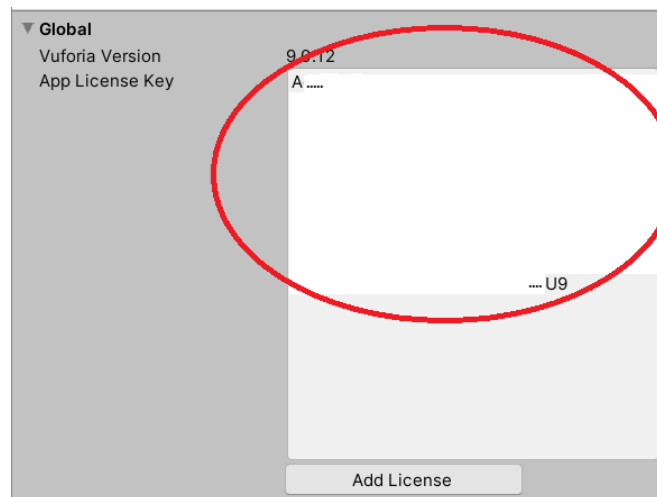 Global
Vuforia Version 9.0.12
App License Key A .....
.... U9
Add License